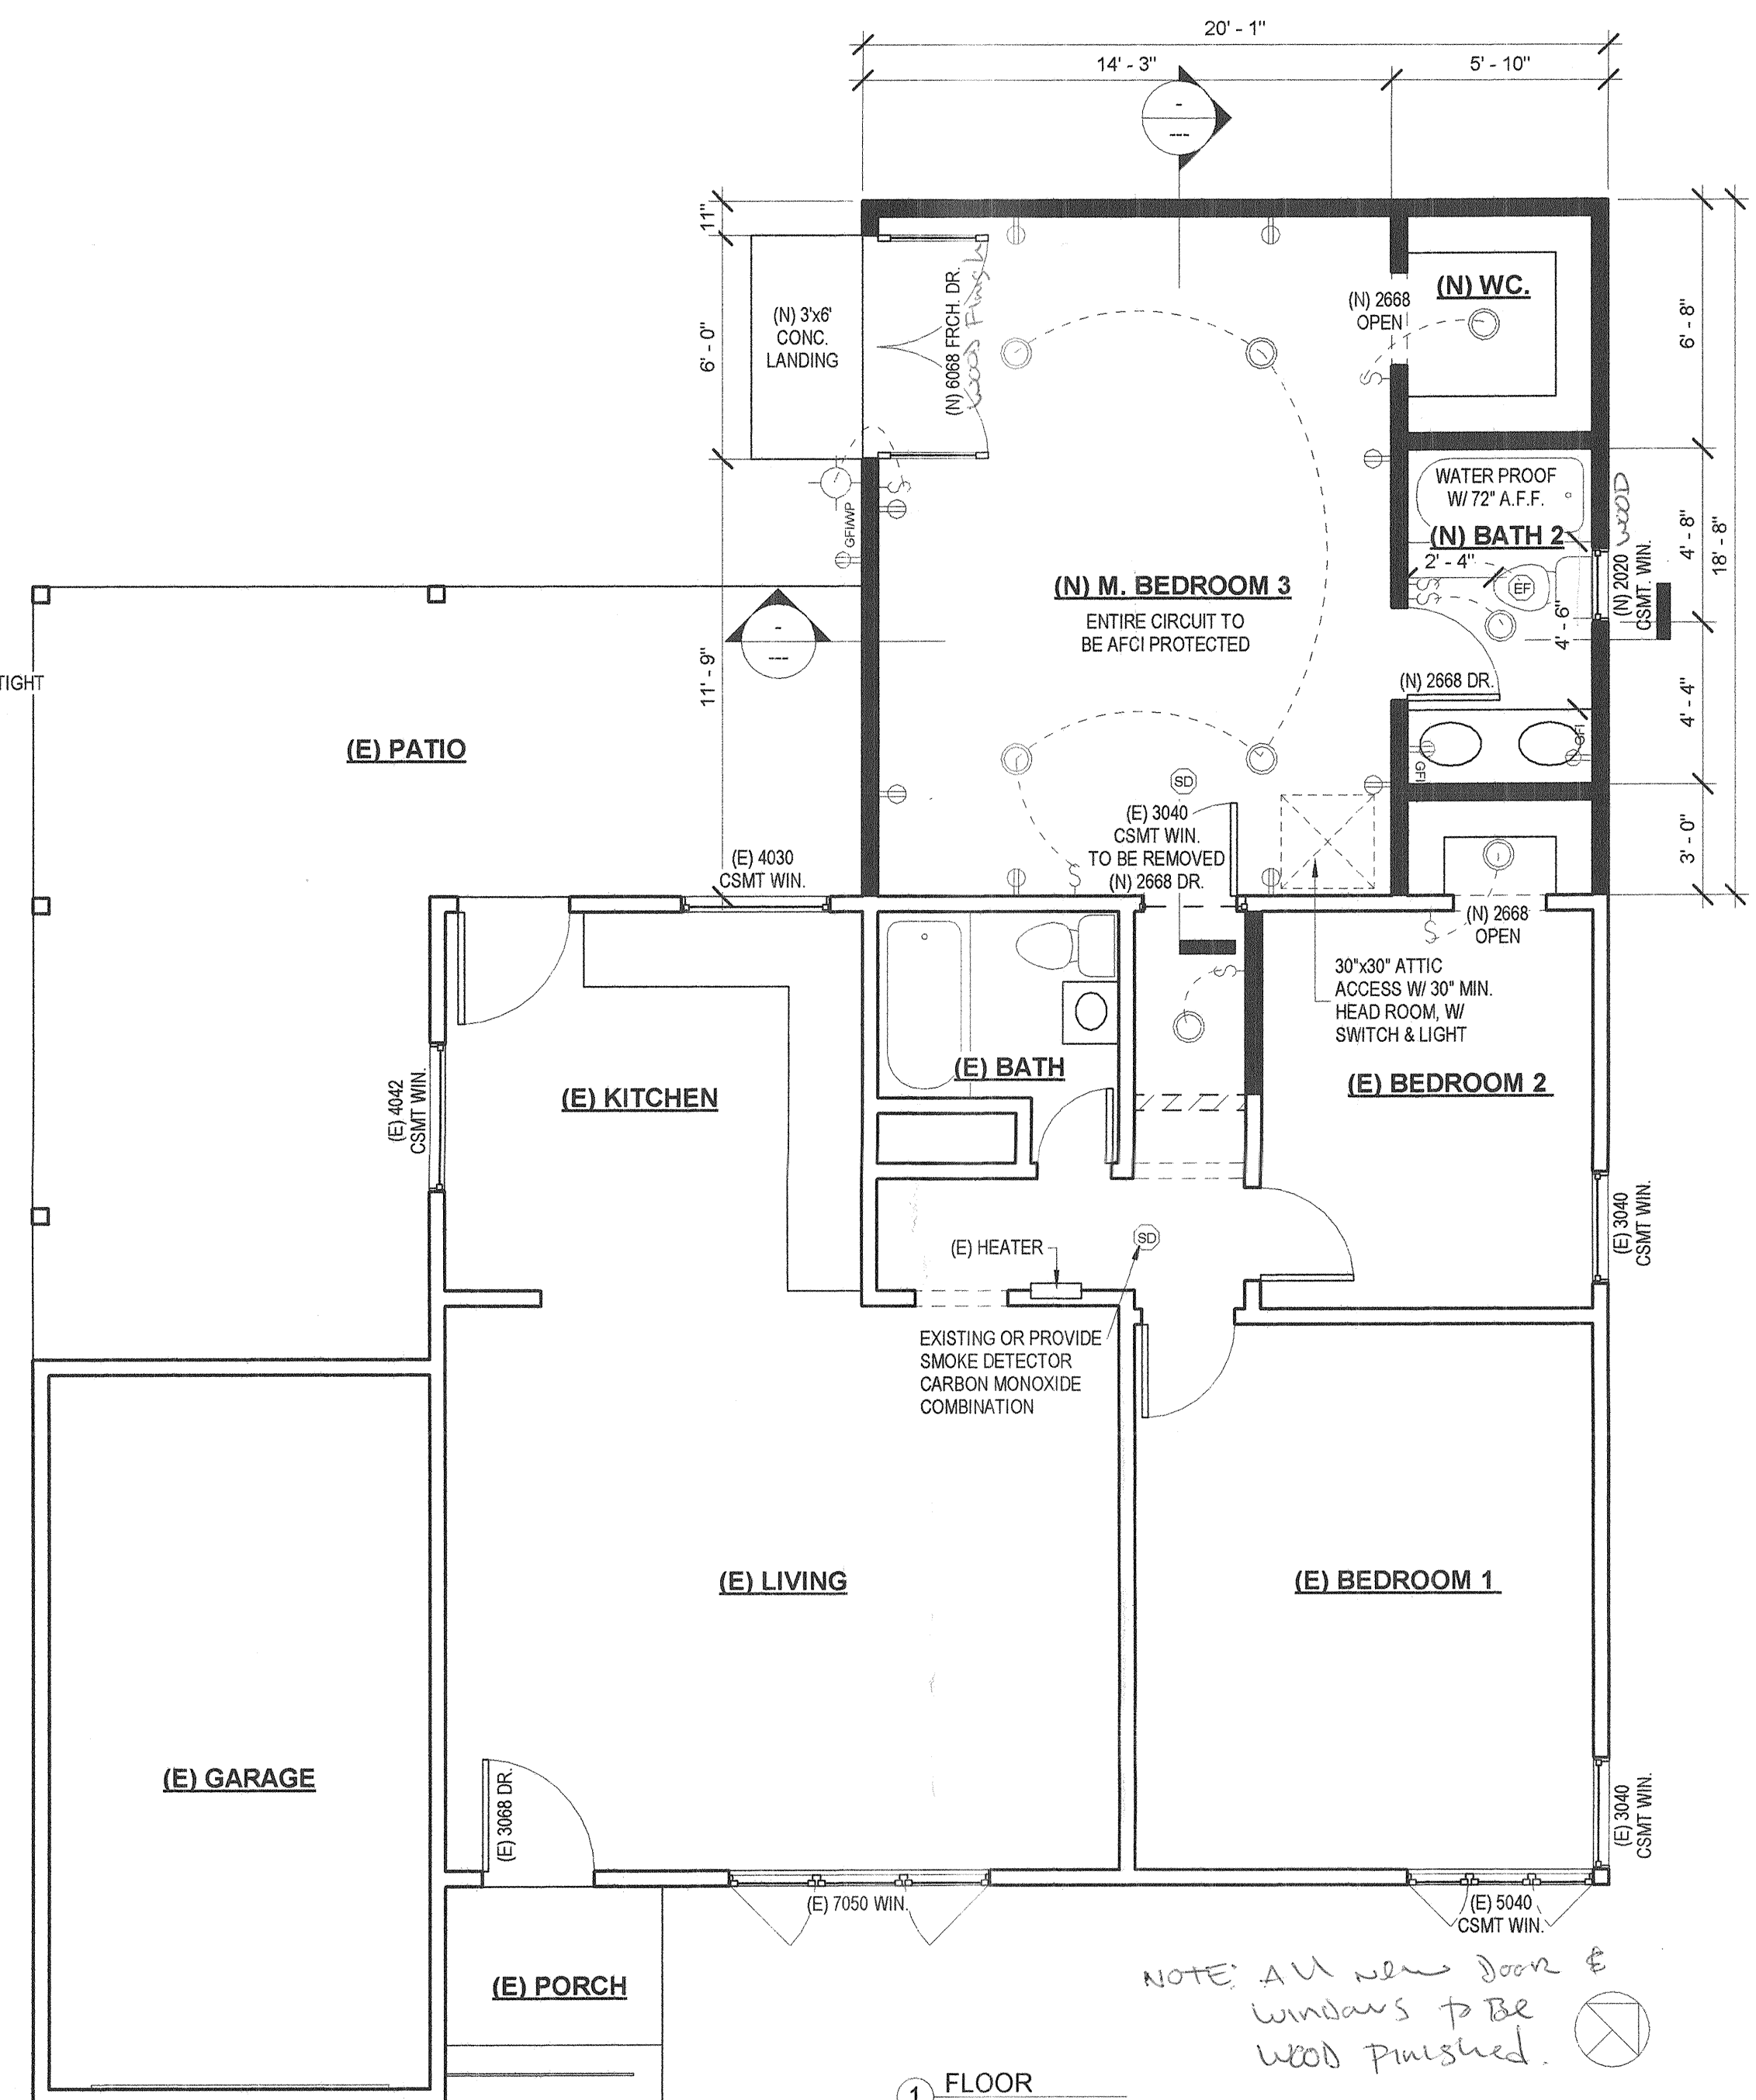 20' - 1"
14' - 3"
5' - 10"
-
---
11"
6' - 0"
11' - 9"
(N) 3'x6'
CONC.
LANDING
(N) 6068 FRCH. DR.
WOOD FINISH
(N) 2668
OPEN
(N) WC.
6' - 8"
4' - 8"
18' - 8"
4' - 4"
3' - 0"
WATER PROOF
W/ 72" A.F.F.
(N) BATH 2
2' - 4"
EF
4' - 6"
WOOD
(N) 2020
CSMT. WIN.
S
S
S
S
GFI/WP
(N) M. BEDROOM 3
ENTIRE CIRCUIT TO
BE AFCI PROTECTED
-
---
TIGHT
(N) 2668 DR.
GFI
GFI
(E) PATIO
SD
(E) 3040
CSMT WIN.
TO BE REMOVED
(N) 2668 DR.
S
(E) 4030
CSMT WIN.
(N) 2668
OPEN
S
S
30"x30" ATTIC
ACCESS W/ 30" MIN.
HEAD ROOM, W/
SWITCH & LIGHT
(E) BATH
(E) BEDROOM 2
(E) KITCHEN
(E) 4042
CSMT WIN.
(E) 3040
CSMT WIN.
(E) HEATER
SD
EXISTING OR PROVIDE
SMOKE DETECTOR
CARBON MONOXIDE
COMBINATION
(E) LIVING
(E) BEDROOM 1
(E) GARAGE
(E) 3068 DR.
(E) 3040
CSMT WIN.
(E) 7050 WIN.
(E) 5040
CSMT WIN.
(E) PORCH
NOTE: All new Door &
windows to Be
WOOD Finished.
1 FLOOR